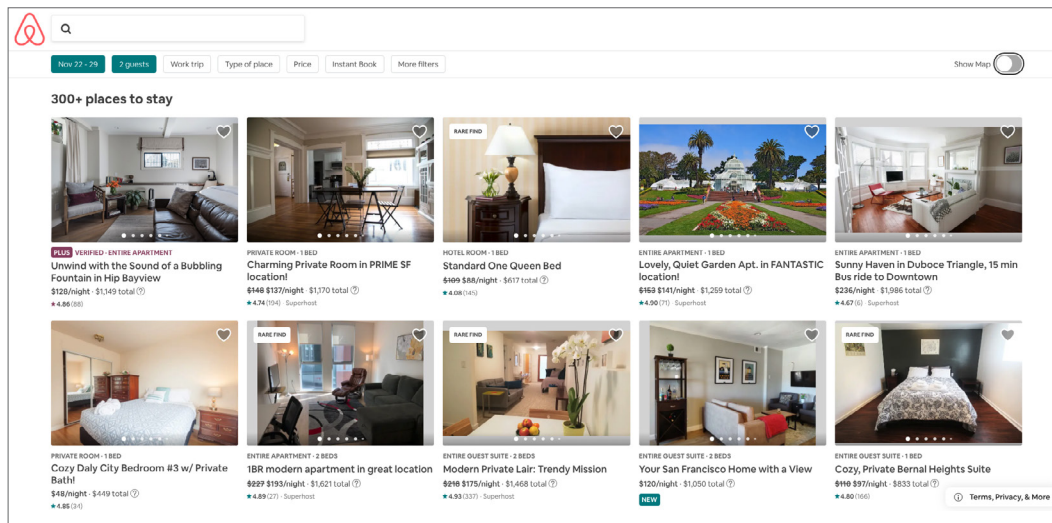 Nov 22 - 29
2 guests
Work trip
Type of place
Price
Instant Book
More filters
Show Map
300+ places to stay
PLUS VERIFIED · ENTIRE APARTMENT
Unwind with the Sound of a Bubbling
Fountain in Hip Bayview
$128/night · $1,149 total
4.86 (88)
PRIVATE ROOM · 1 BED
Charming Private Room in PRIME SF
location!
$148 $137/night · $1,170 total
4.74 (194) · Superhost
RARE FIND
HOTEL ROOM · 1 BED
Standard One Queen Bed
$109 $88/night · $617 total
4.08 (145)
ENTIRE APARTMENT · 1 BED
Lovely, Quiet Garden Apt. in FANTASTIC
location!
$153 $141/night · $1,259 total
4.90 (71) · Superhost
ENTIRE APARTMENT · 1 BED
Sunny Haven in Duboce Triangle, 15 min
Bus ride to Downtown
$236/night · $1,986 total
4.67 (6) · Superhost
PRIVATE ROOM · 1 BED
Cozy Daly City Bedroom #3 w/ Private
Bath!
$48/night · $449 total
4.85 (34)
RARE FIND
ENTIRE APARTMENT · 2 BEDS
1BR modern apartment in great location
$227 $193/night · $1,621 total
4.89 (27) · Superhost
RARE FIND
ENTIRE GUEST SUITE · 2 BEDS
Modern Private Lair: Trendy Mission
$218 $175/night · $1,468 total
4.93 (337) · Superhost
ENTIRE GUEST SUITE · 2 BEDS
Your San Francisco Home with a View
$120/night · $1,050 total
NEW
RARE FIND
ENTIRE GUEST SUITE · 1 BED
Cozy, Private Bernal Heights Suite
$110 $97/night · $833 total
4.80 (166)
Terms, Privacy, & More